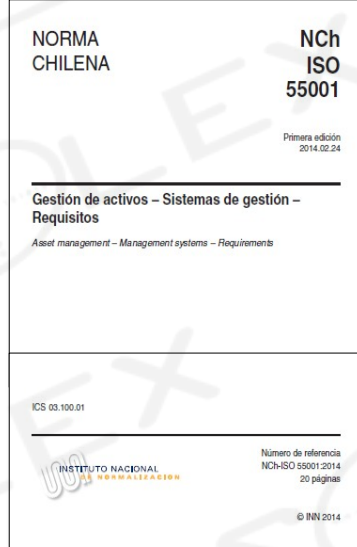 NORMA
CHILENA
NCh
ISO
55001
Primera edición
2014.02.24
Gestión de activos – Sistemas de gestión –
Requisitos
Asset management – Management systems – Requirements
ICS 03.100.01
INSTITUTO NACIONAL
DE NORMALIZACION
Número de referencia
NCh-ISO 55001:2014
20 páginas
© INN 2014